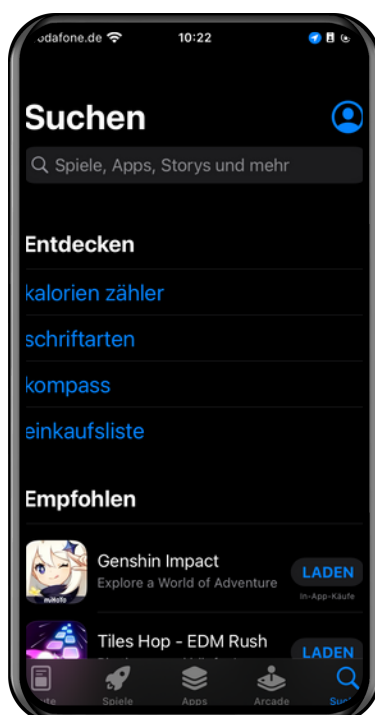 odafone.de
10:22
Suchen
Spiele, Apps, Storys und mehr
Entdecken
kalorien zähler
schriftarten
kompass
einkaufsliste
Empfohlen
Genshin Impact
Explore a World of Adventure
LADEN
In-App-Käufe
miHoYo
Tiles Hop - EDM Rush
LADEN
Spiele
Apps
Arcade